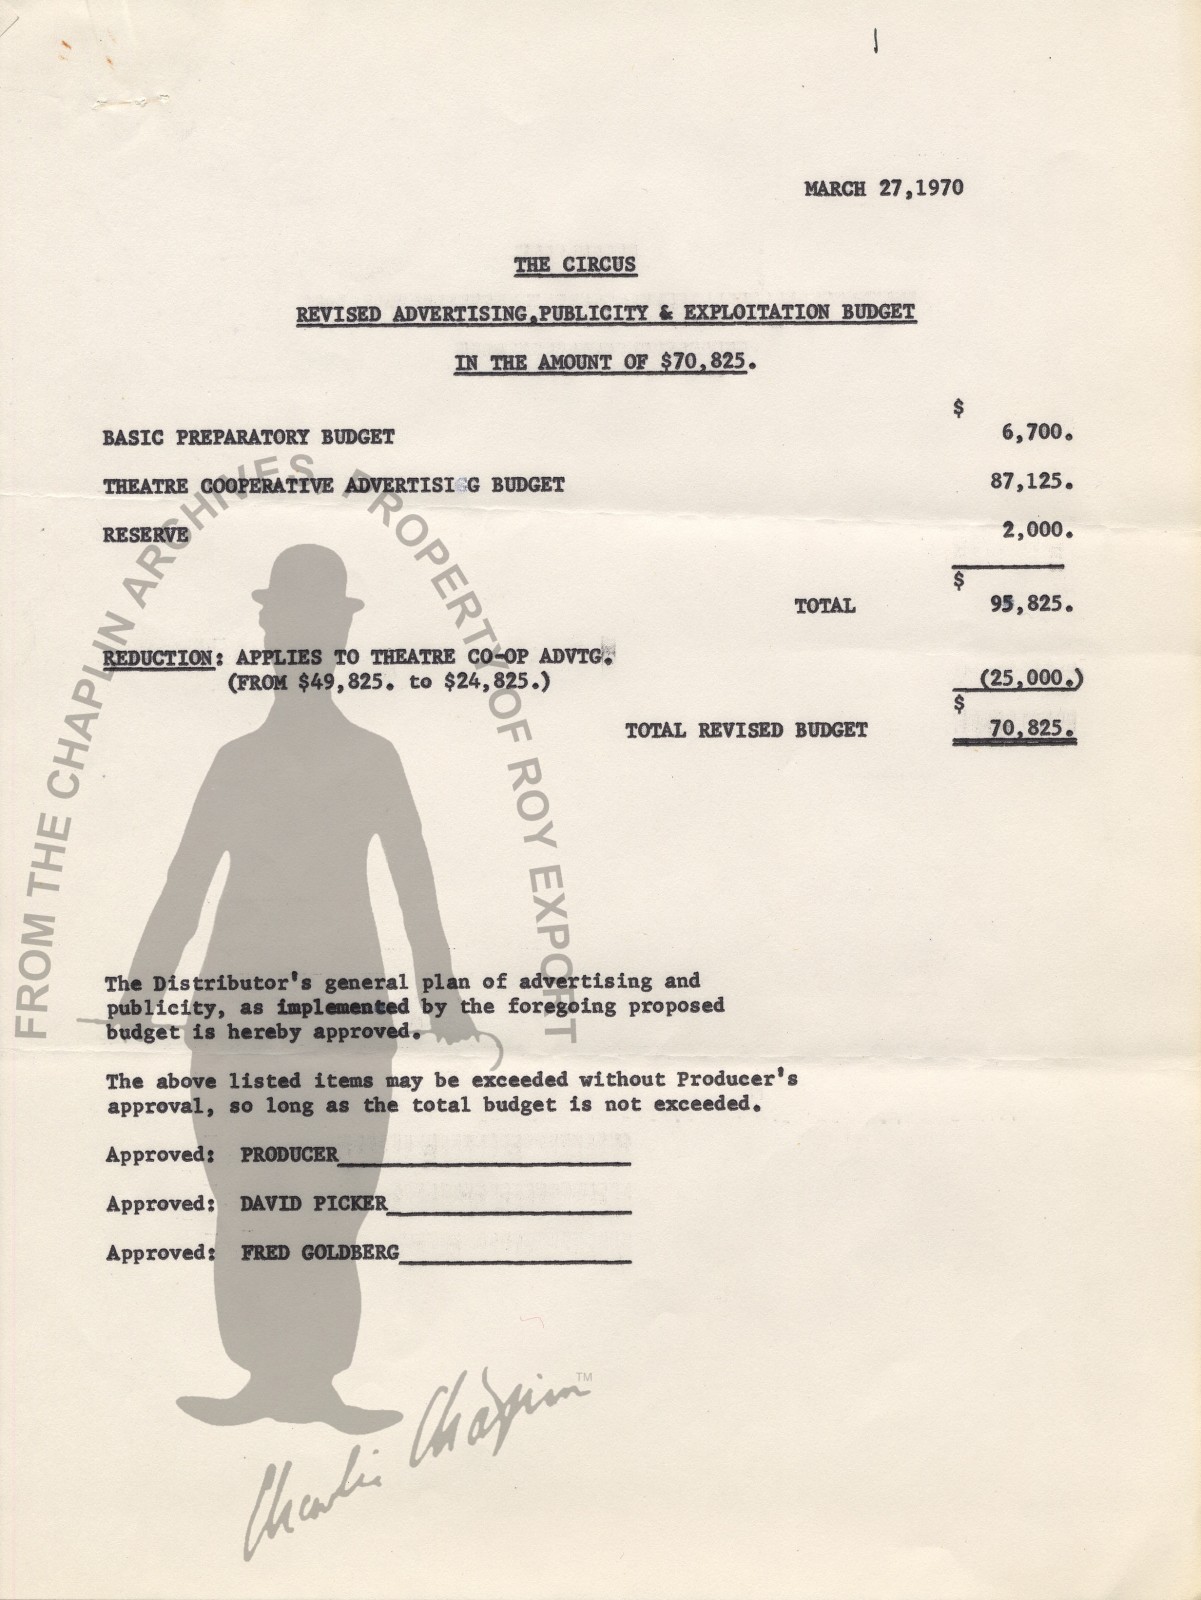 MARCH 27,1970
THE CIRCUS
REVISED ADVERTISING,PUBLICITY & EXPLOITATION BUDGET
IN THE AMOUNT OF $70,825.
$
BASIC PREPARATORY BUDGET 6,700.
THEATRE COOPERATIVE ADVERTISI G BUDGET 87,125.
RESERVE 2,000.
$
TOTAL 95,825.
REDUCTION: APPLIES TO THEATRE CO-OP ADVTG.
(FROM $49,825. to $24,825.) (25,000.)
$
TOTAL REVISED BUDGET 70,825.
The Distributor's general plan of advertising and
publicity, as implemented by the foregoing proposed
budget is hereby approved.
The above listed items may be exceeded without Producer's
approval, so long as the total budget is not exceeded.
Approved: PRODUCER
Approved: DAVID PICKER
Approved: FRED GOLDBERG
FROM THE CHAPLIN ARCHIVES, PROPERTY OF ROY EXPORT
Charlie Chaplin TM